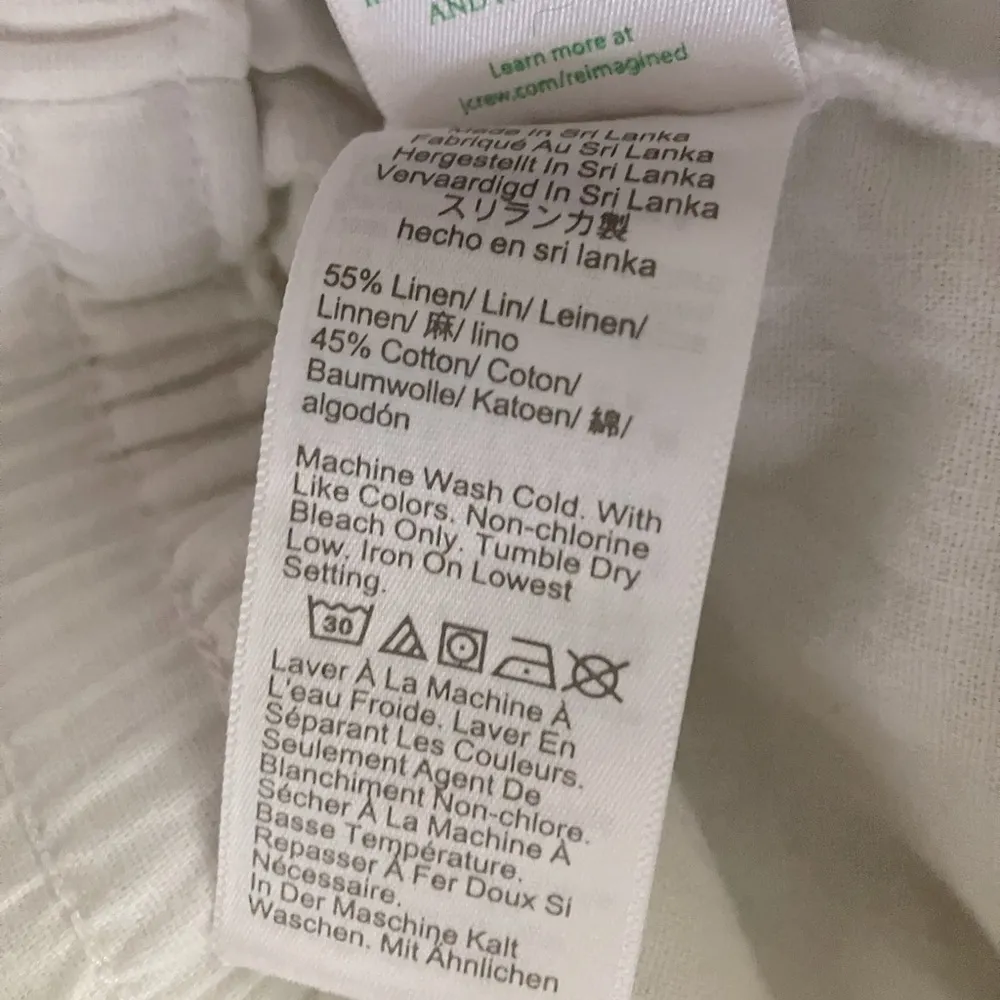 AND
Learn more at
jcrew.com/reimagined
Made In Sri Lanka
Fabriqué Au Sri Lanka
Hergestellt In Sri Lanka
Vervaardigd In Sri Lanka
スリランカ製
hecho en sri lanka
55% Linen/ Lin/ Leinen/
Linnen/ 麻/ lino
45% Cotton/ Coton/
Baumwolle/ Katoen/ 綿/
algodón
Machine Wash Cold. With
Like Colors. Non-chlorine
Bleach Only. Tumble Dry
Low. Iron On Lowest
Setting.
30
Laver À La Machine À
L'eau Froide. Laver En
Séparant Les Couleurs.
Seulement Agent De
Blanchiment Non-chlore.
Sécher À La Machine À
Basse Température.
Repasser À Fer Doux Si
Nécessaire.
In Der Maschine Kalt
Waschen. Mit Ähnlichen